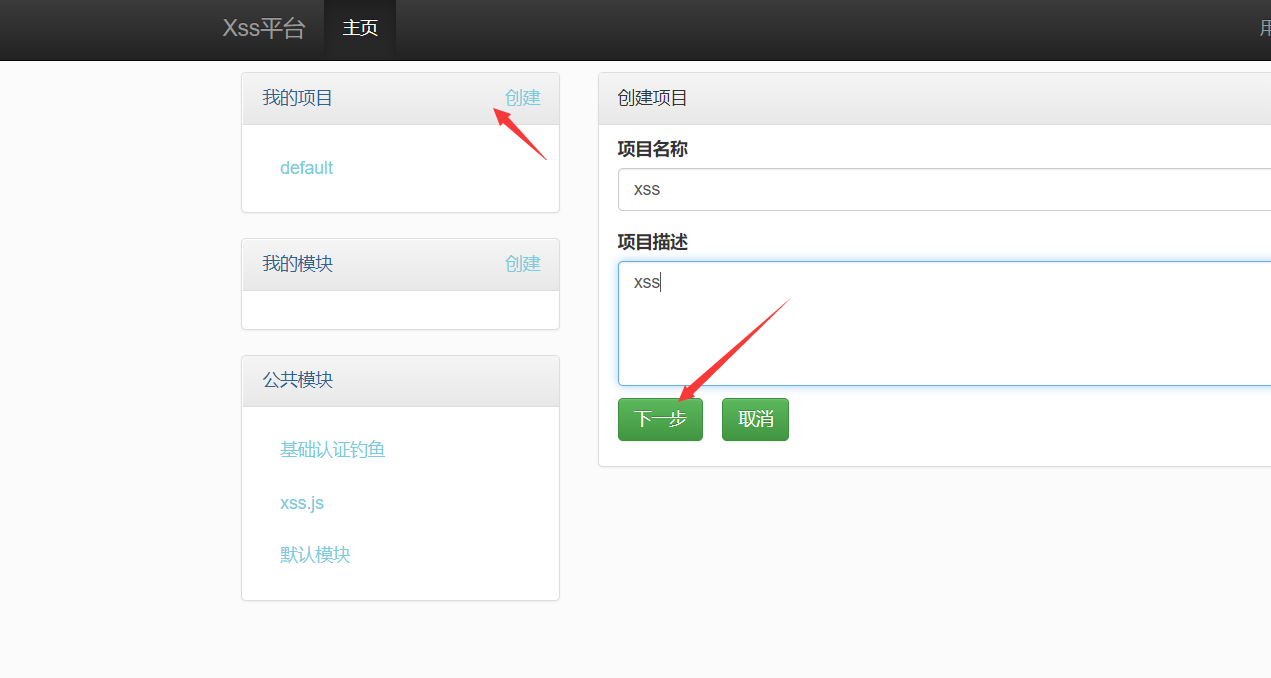 Xss平台 主页
我的项目 创建
default
我的模块 创建
公共模块
基础认证钓鱼
xss.js
默认模块
创建项目
项目名称
xss
项目描述
xss
下一步 取消